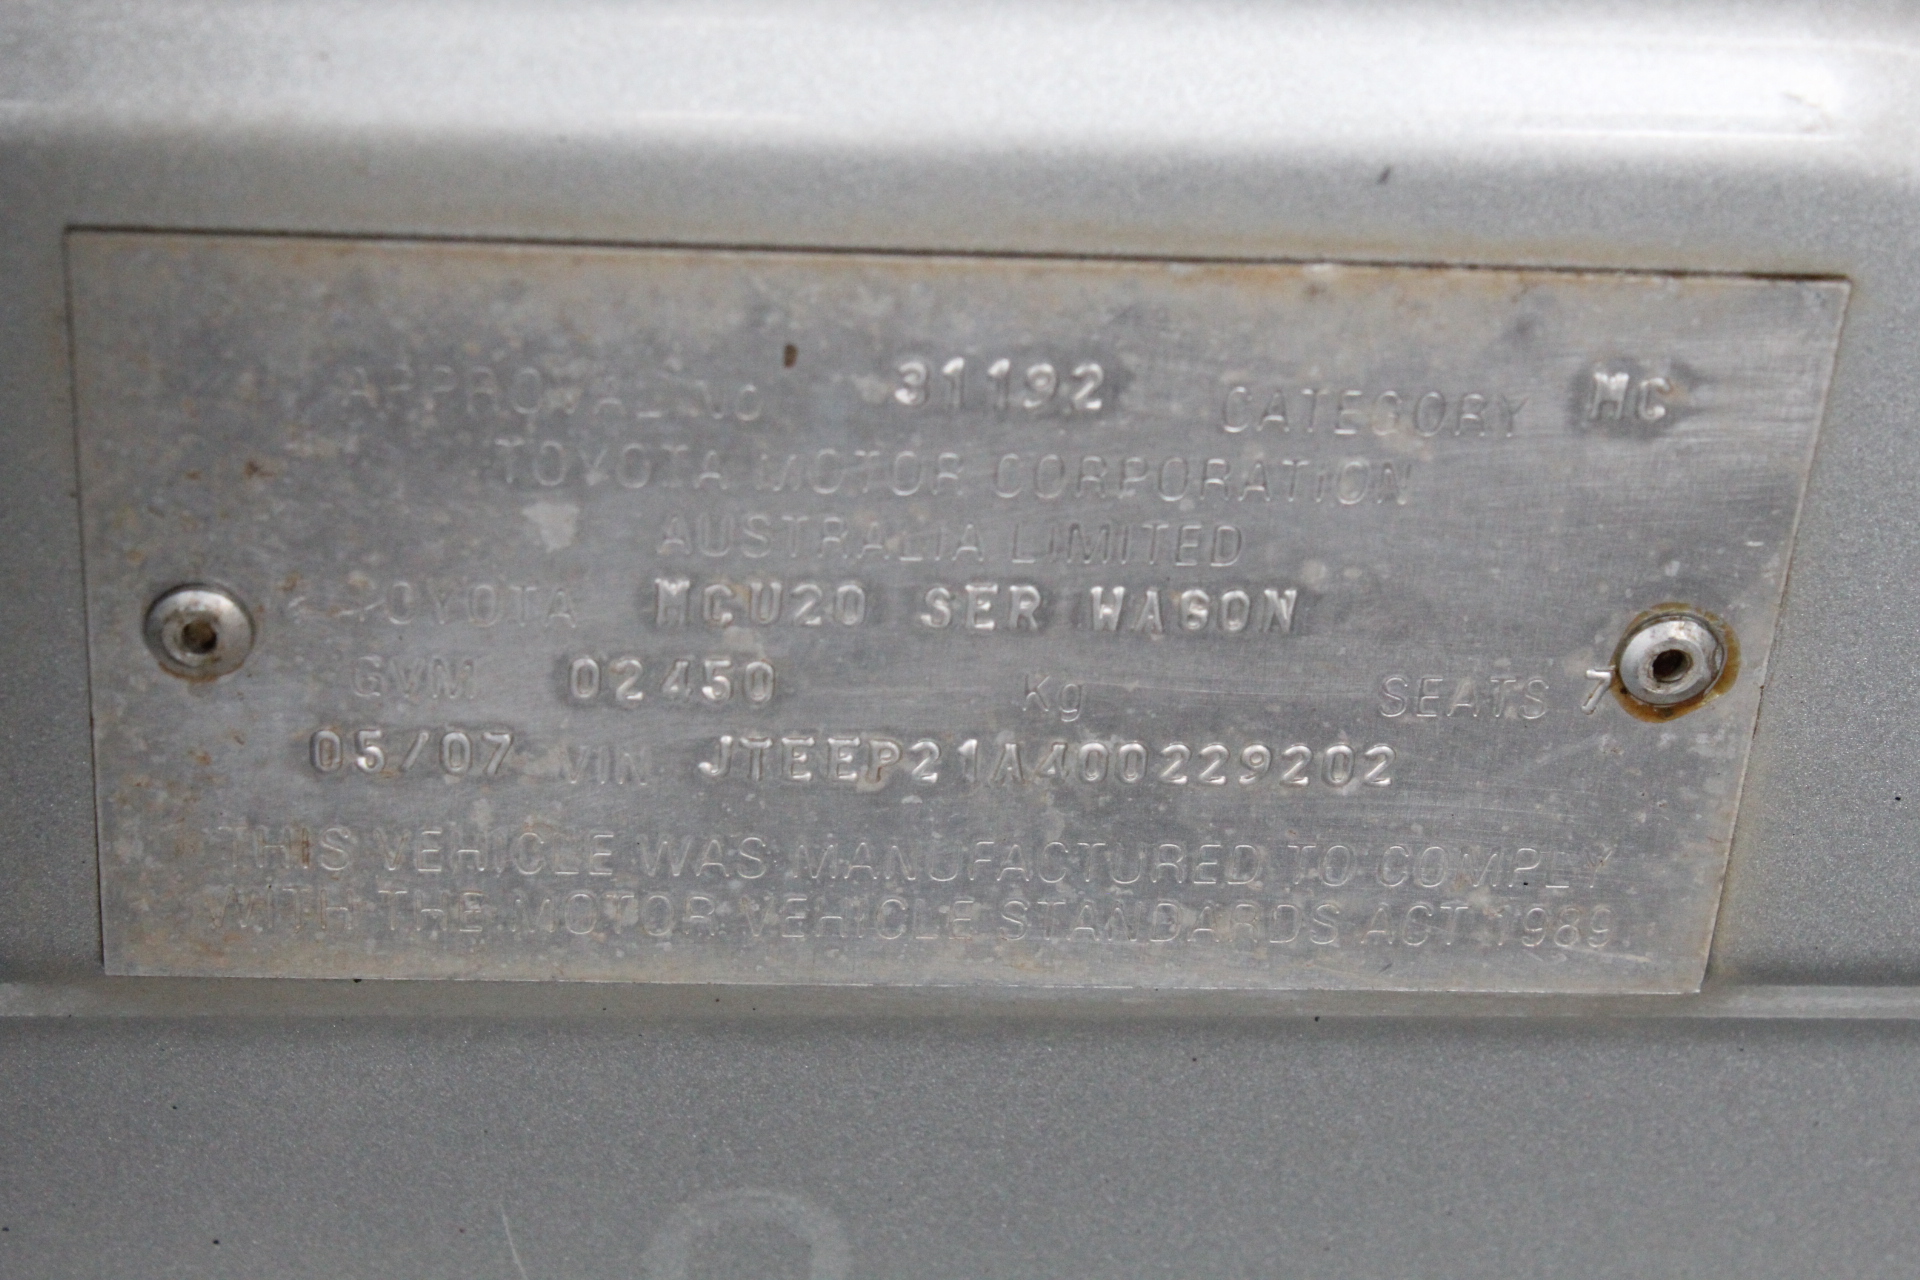 APPROVAL NO 31192 CATEGORY MC
TOYOTA MOTOR CORPORATION
AUSTRALIA LIMITED
TOYOTA MCU20 SER WAGON
GVM 02450 Kg SEATS 7
05/07 VIN JTEEP21A400229202
THIS VEHICLE WAS MANUFACTURED TO COMPLY
WITH THE MOTOR VEHICLE STANDARDS ACT 1989